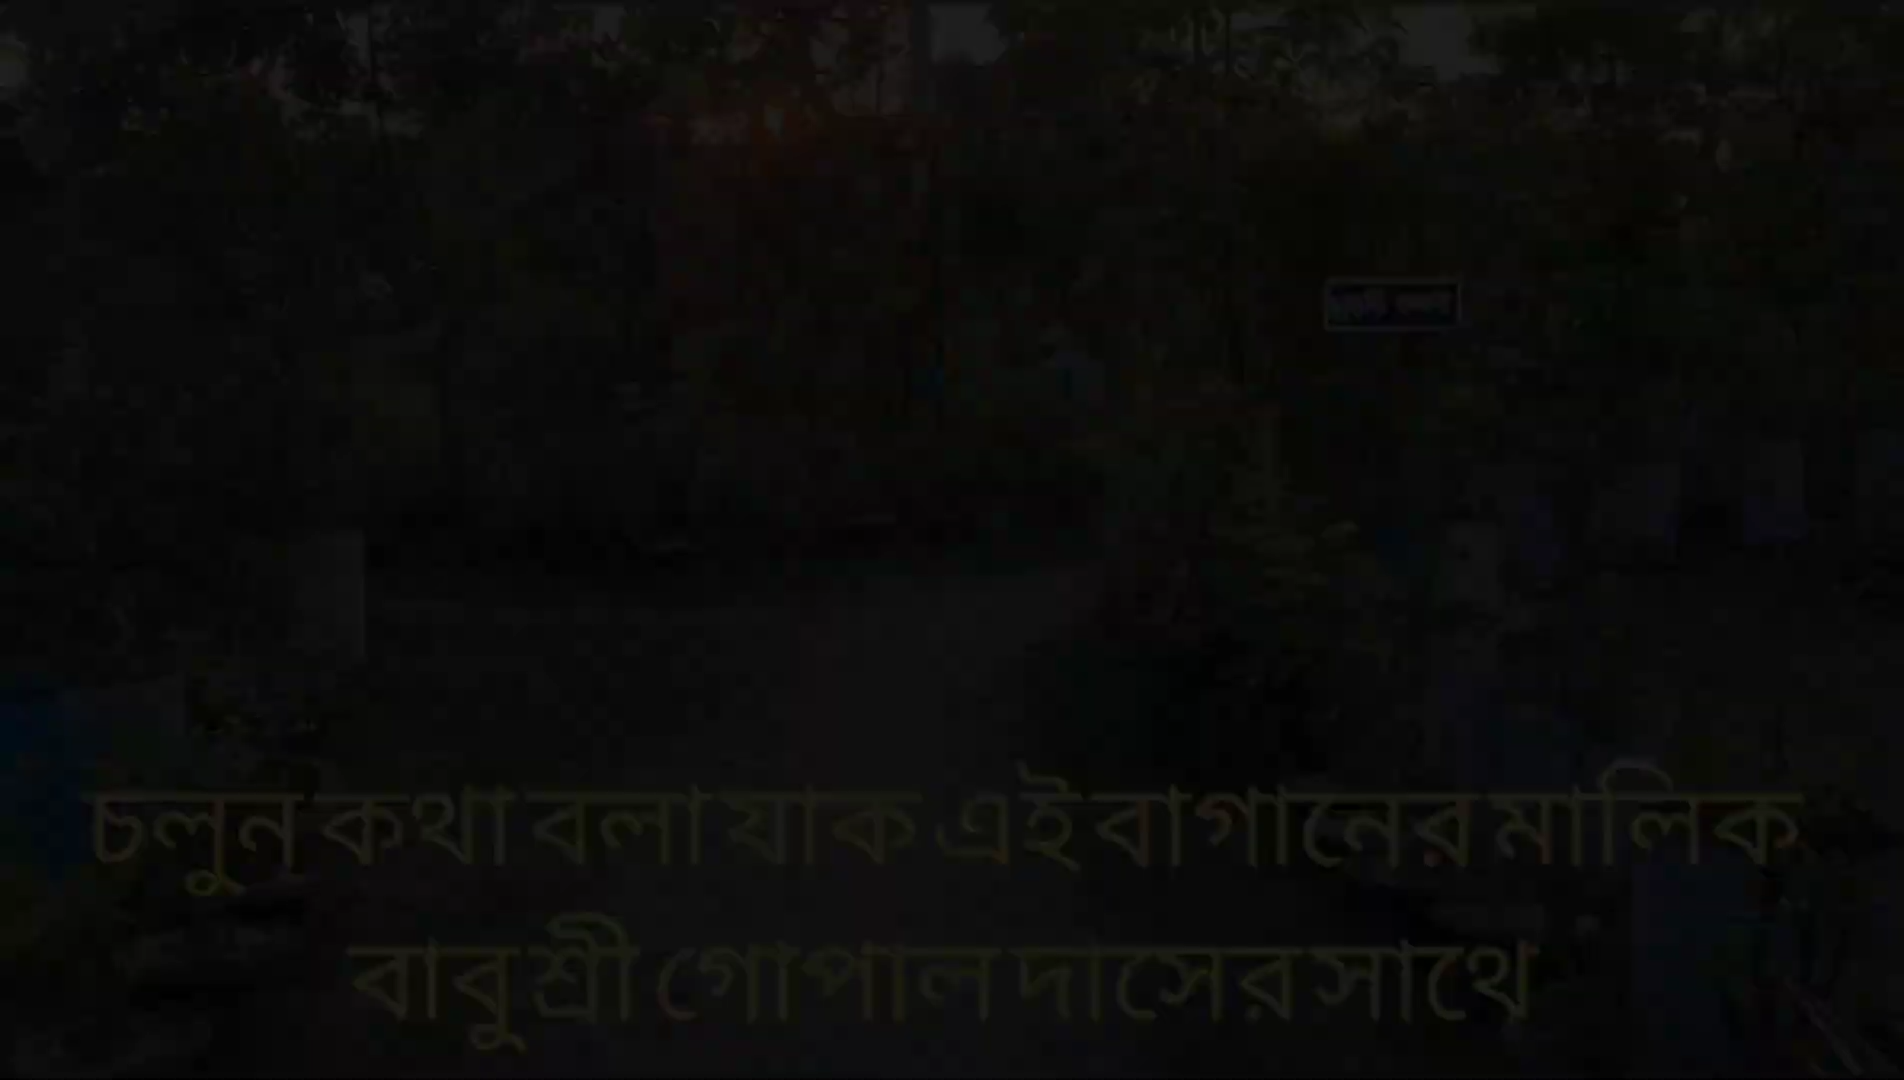 চলুন কথা বলা যাক এই বাগানের মালিক
বাবু শ্রী গোপাল দাসের সাথে